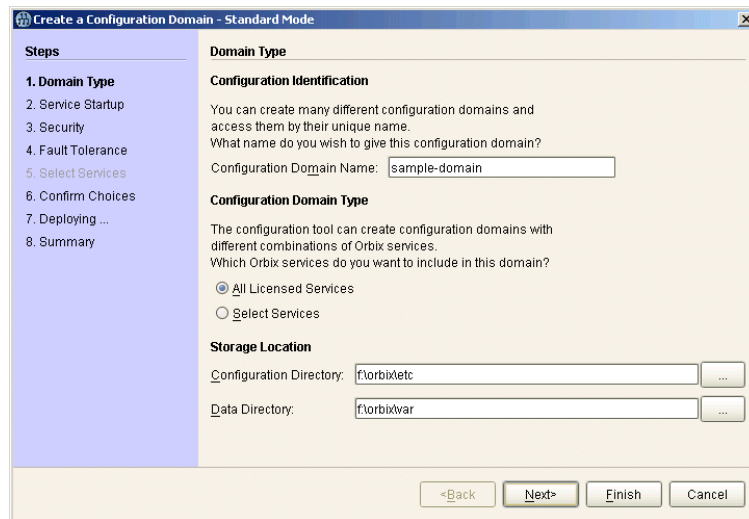 Create a Configuration Domain - Standard Mode
Steps
1. Domain Type
2. Service Startup
3. Security
4. Fault Tolerance
5. Select Services
6. Confirm Choices
7. Deploying ...
8. Summary
Domain Type
Configuration Identification
You can create many different configuration domains and
access them by their unique name.
What name do you wish to give this configuration domain?
Configuration Domain Name: sample-domain
Configuration Domain Type
The configuration tool can create configuration domains with
different combinations of Orbix services.
Which Orbix services do you want to include in this domain?
All Licensed Services
Select Services
Storage Location
Configuration Directory: f:\orbix\etc ...
Data Directory: f:\orbix\var ...
<Back Next> Finish Cancel